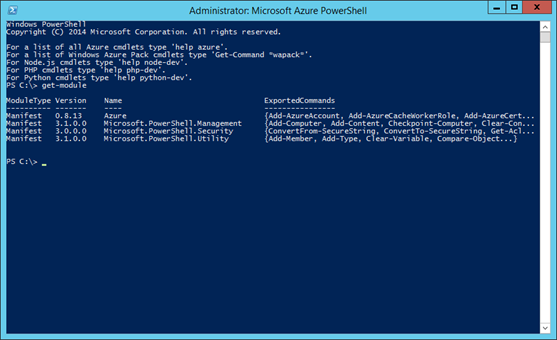 Administrator: Microsoft Azure PowerShell
Windows PowerShell
Copyright (C) 2014 Microsoft Corporation. All rights reserved.
For a list of all Azure cmdlets type 'help azure'.
For a list of Windows Azure Pack cmdlets type 'Get-Command *wapack*'.
For Node.js cmdlets type 'help node-dev'.
For PHP cmdlets type 'help php-dev'.
For Python cmdlets type 'help python-dev'.
PS C:\> get-module
ModuleType Version Name ExportedCommands
---------- ------- ---- ----------------
Manifest 0.8.13 Azure {Add-AzureAccount, Add-AzureCacheWorkerRole, Add-AzureCert...
Manifest 3.1.0.0 Microsoft.PowerShell.Management {Add-Computer, Add-Content, Checkpoint-Computer, Clear-Con...
Manifest 3.0.0.0 Microsoft.PowerShell.Security {ConvertFrom-SecureString, ConvertTo-SecureString, Get-Acl...
Manifest 3.1.0.0 Microsoft.PowerShell.Utility {Add-Member, Add-Type, Clear-Variable, Compare-Object...}
PS C:\> _